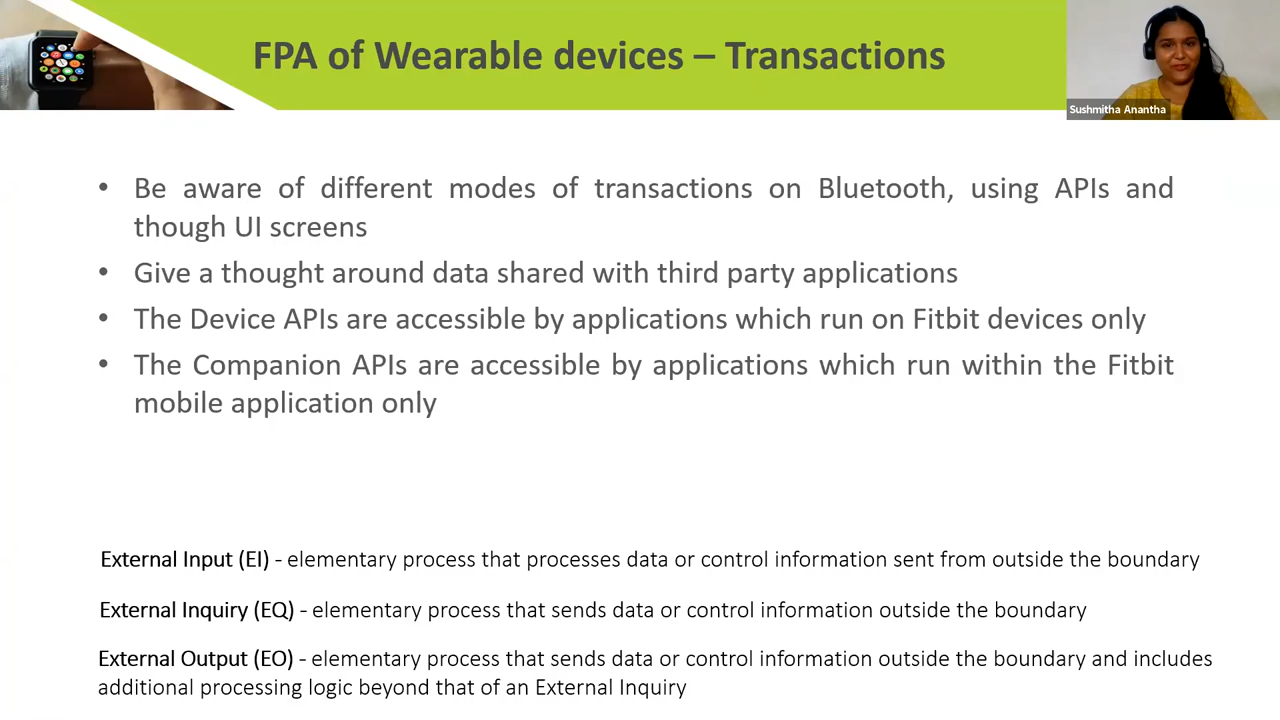 FPA of Wearable devices – Transactions
Sushmitha Anantha
• Be aware of different modes of transactions on Bluetooth, using APIs and
though UI screens
• Give a thought around data shared with third party applications
• The Device APIs are accessible by applications which run on Fitbit devices only
• The Companion APIs are accessible by applications which run within the Fitbit
mobile application only
External Input (EI) - elementary process that processes data or control information sent from outside the boundary
External Inquiry (EQ) - elementary process that sends data or control information outside the boundary
External Output (EO) - elementary process that sends data or control information outside the boundary and includes
additional processing logic beyond that of an External Inquiry